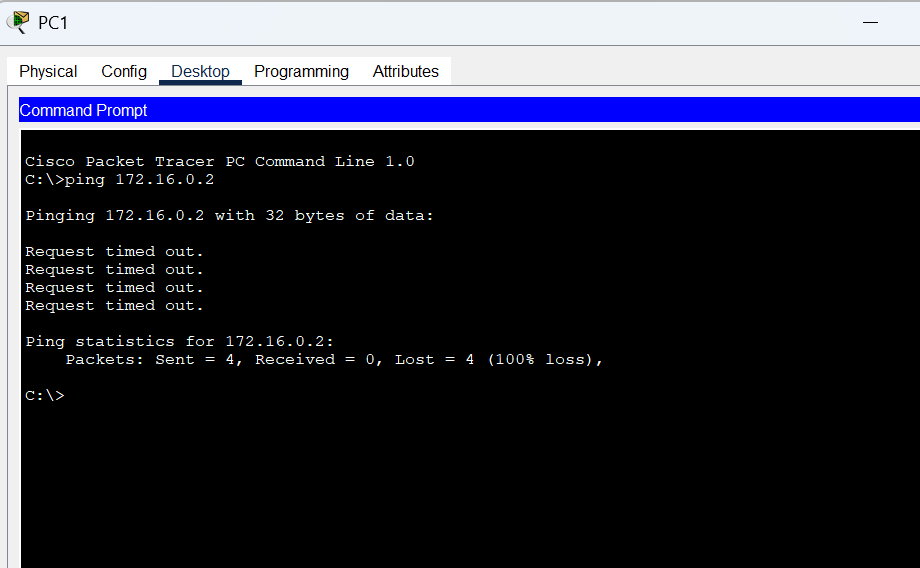 PC1
Physical Config Desktop Programming Attributes
Command Prompt
Cisco Packet Tracer PC Command Line 1.0
C:\>ping 172.16.0.2
Pinging 172.16.0.2 with 32 bytes of data:
Request timed out.
Request timed out.
Request timed out.
Request timed out.
Ping statistics for 172.16.0.2:
    Packets: Sent = 4, Received = 0, Lost = 4 (100% loss),
C:\>